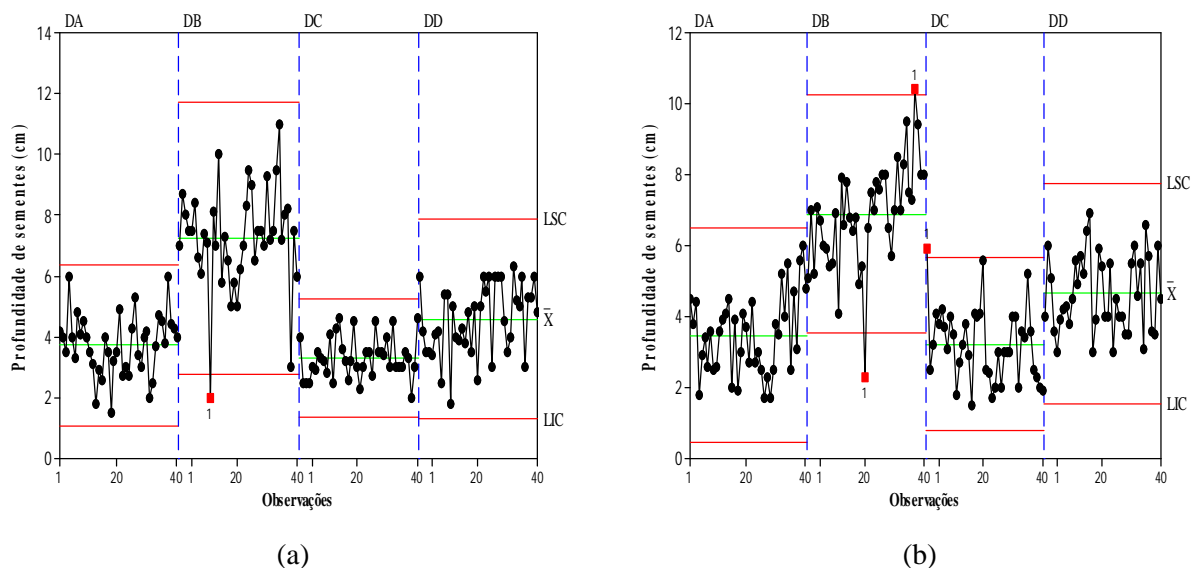 DA DB DC DD
14
12
10
8
6
4
2
0
Profundidade de sementes (cm)
LSC
X̄
LIC
1
1 20 40 1 20 40 1 20 40 1 20 40
Observações
(a)
DA DB DC DD
12
10
8
6
4
2
0
Profundidade de sementes (cm)
1
1
1
LSC
X̄
LIC
1 20 40 1 20 40 1 20 40 1 20 40
Observações
(b)